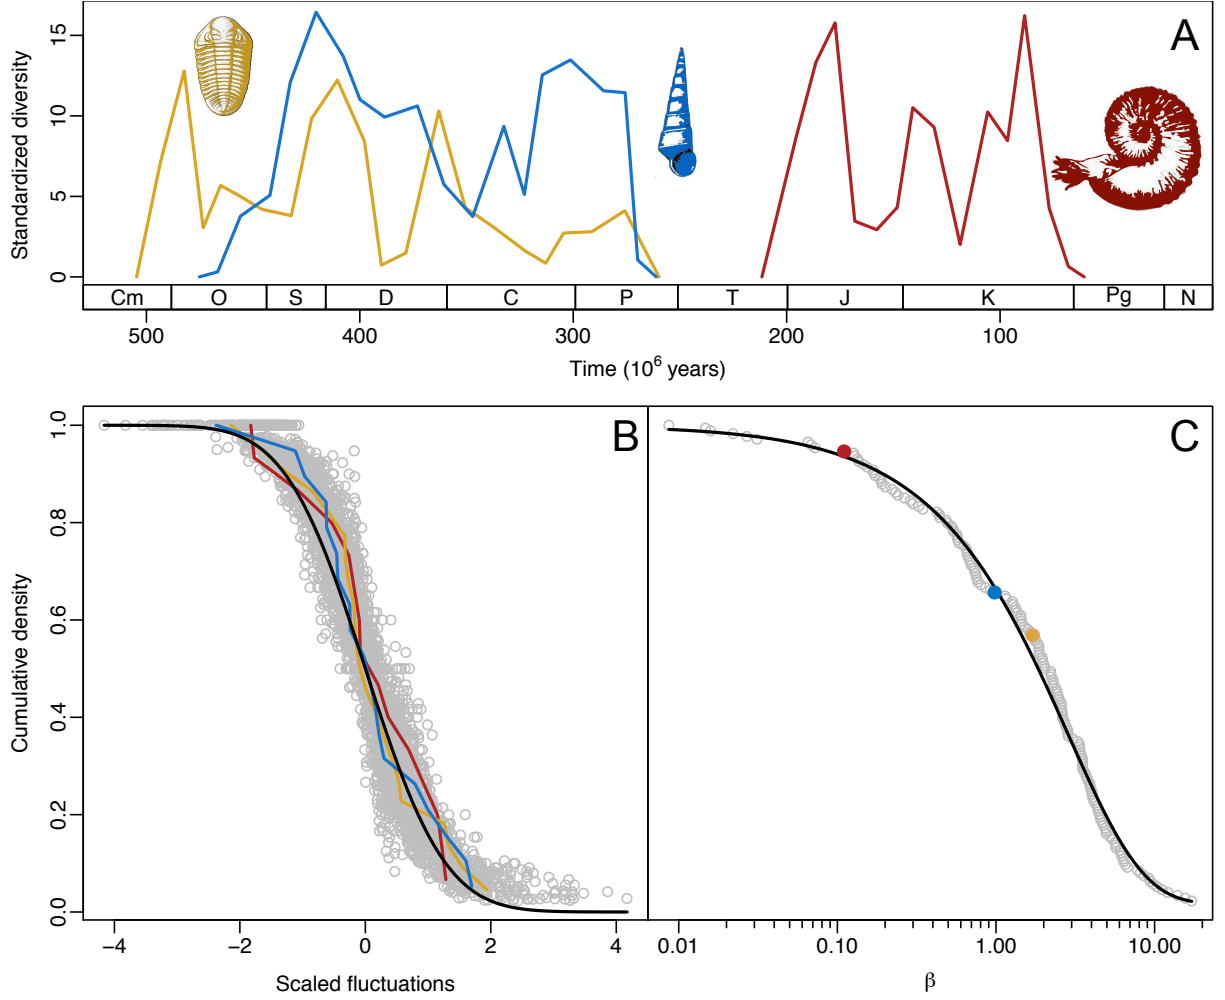 A
Standardized diversity
15
10
5
0
Cm O S D C P T J K Pg N
500 400 300 200 100
Time (10⁶ years)
B
C
Cumulative density
1.0
0.8
0.6
0.4
0.2
0.0
−4 −2 0 2 4
0.01 0.10 1.00 10.00
Scaled fluctuations
β